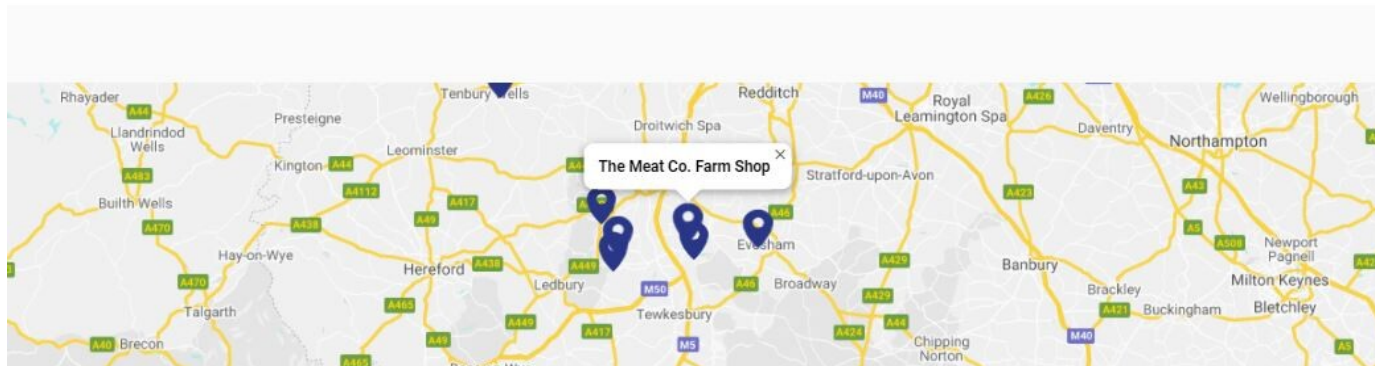 Rhayader
A44
Tenbury Wells
Redditch
M40
Royal
Leamington Spa
A426
Wellingborough
Llandrindod
Wells
Presteigne
Droitwich Spa
Daventry
Northampton
Leominster
Kington
A44
The Meat Co. Farm Shop
×
Stratford-upon-Avon
A483
A4112
A423
A43
Builth Wells
A417
A470
A438
A49
A46
A5
A508
Newport
Pagnell
Hay-on-Wye
Evesham
Hereford
A438
A449
A429
Banbury
A470
Ledbury
M50
A46
Broadway
Brackley
Milton Keynes
Talgarth
A465
A429
A421
Buckingham
Bletchley
A449
A417
Tewkesbury
A424
A44
A40
Brecon
A49
M5
Chipping
Norton
M40
A5
A465